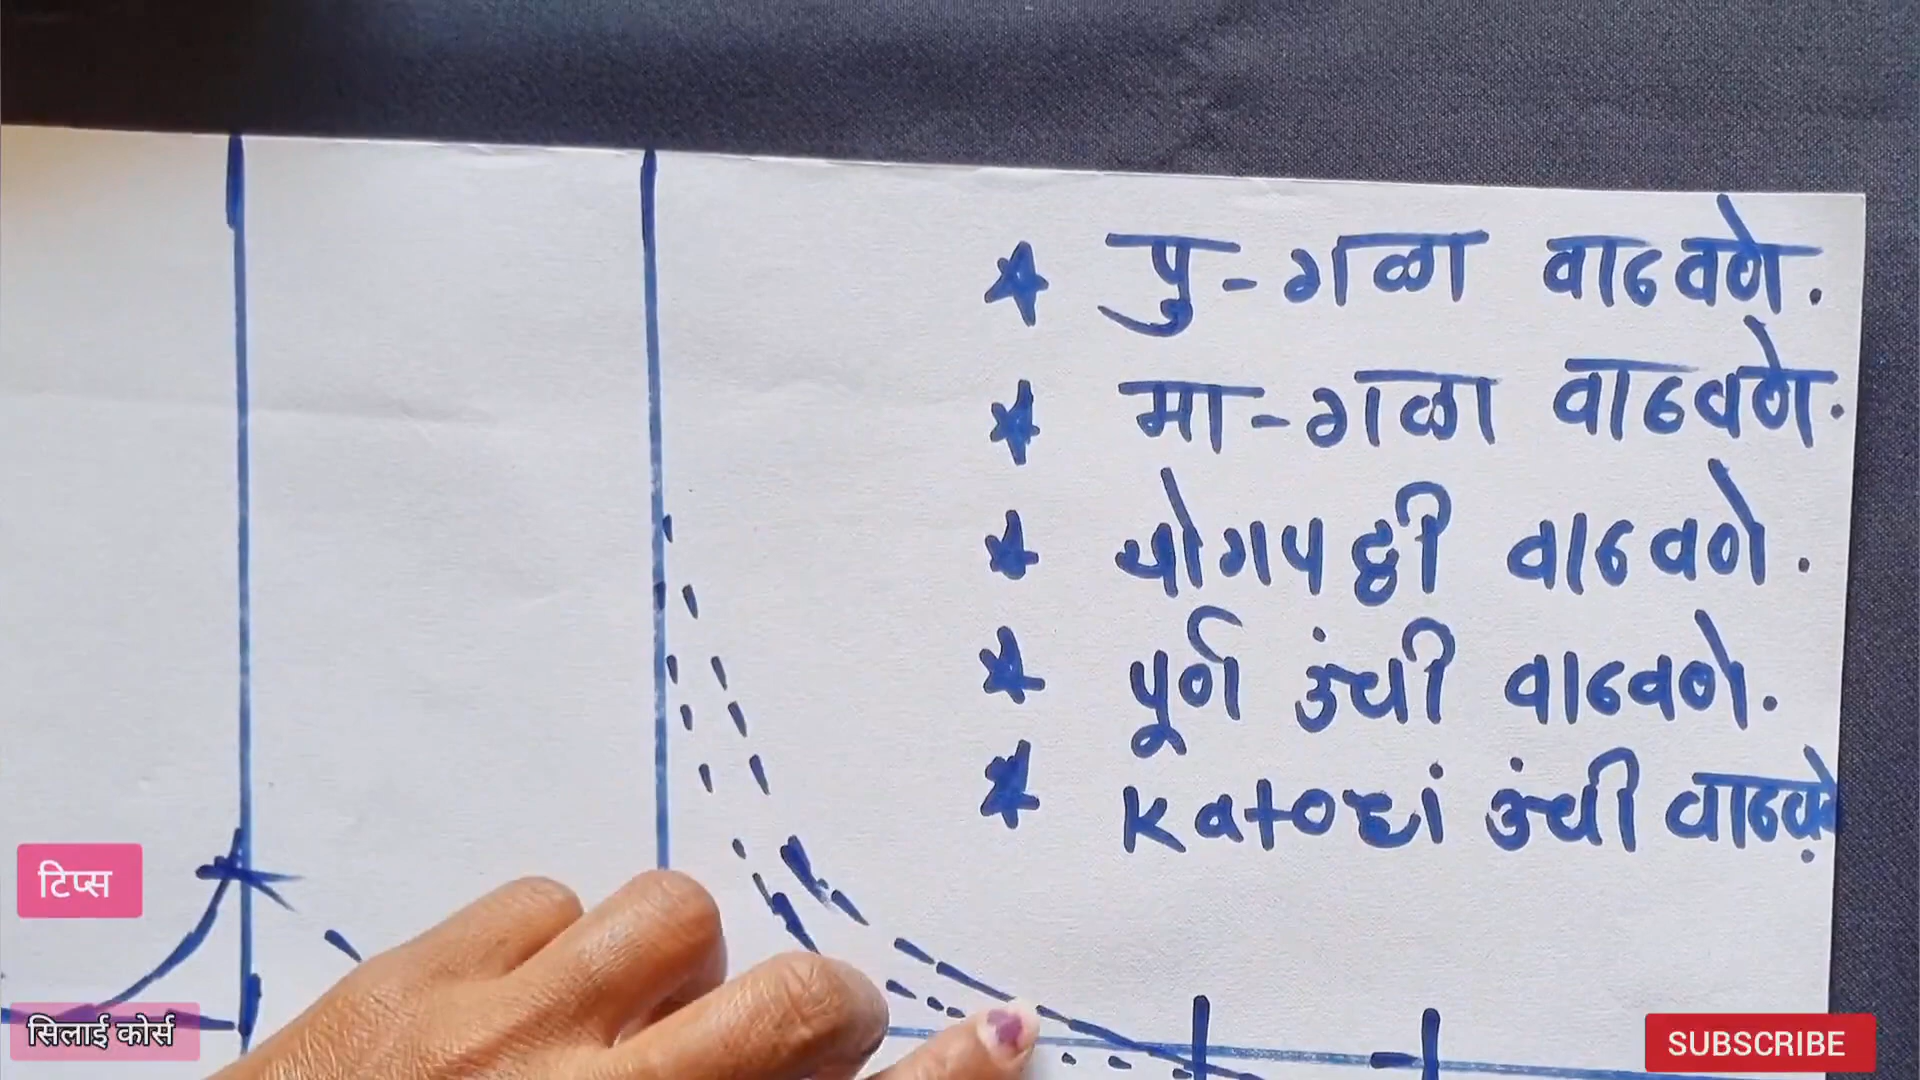 ★ पु-गळा वाढवणे.
★ मा-गळा वाढवणे.
★ योगपट्टी वाढवणे.
★ पूर्ण उंची वाढवणे.
★ Katori उंची वाढवणे.
टिप्स
सिलाई कोर्स
SUBSCRIBE